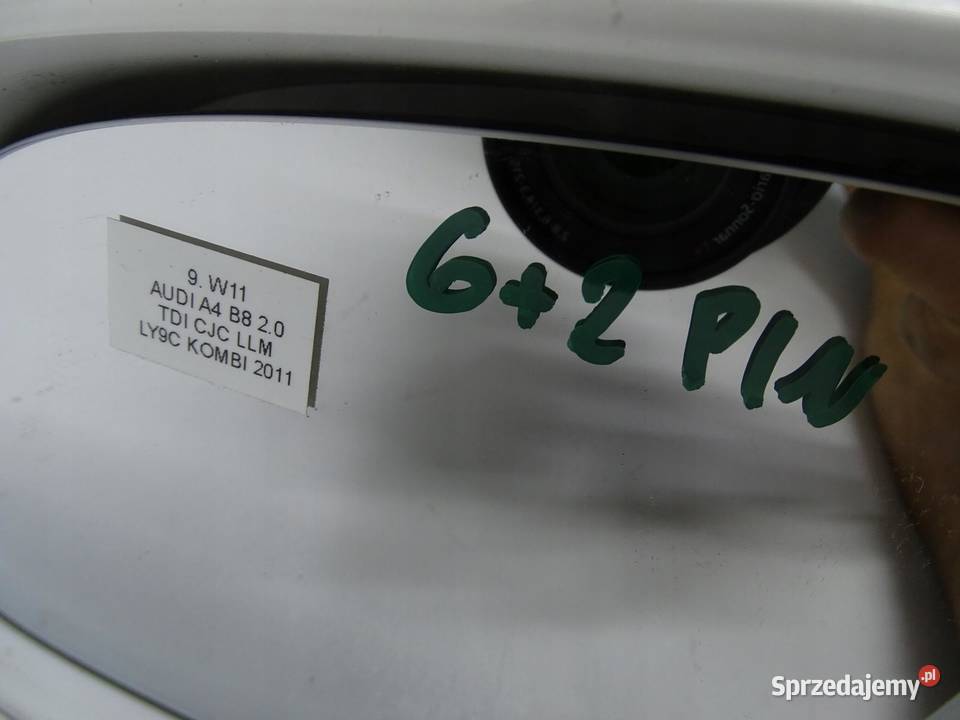 9. W11
AUDI A4 B8 2.0
TDI CJC LLM
LY9C KOMBI 2011
6+2 PIN
Sprzedajemy.pl